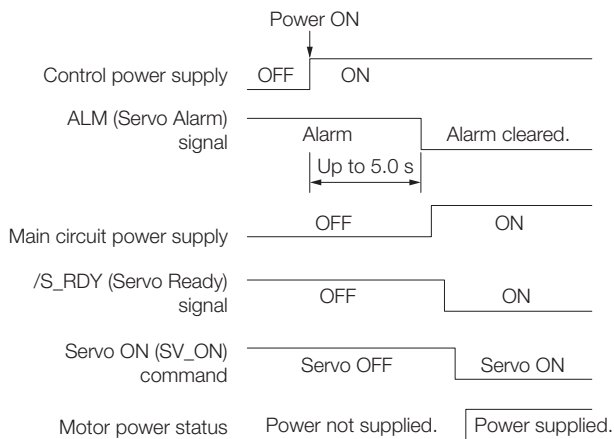 Power ON
Control power supply OFF ON
ALM (Servo Alarm)
signal
Alarm Alarm cleared.
Up to 5.0 s
Main circuit power supply OFF ON
/S_RDY (Servo Ready)
signal
OFF ON
Servo ON (SV_ON)
command
Servo OFF Servo ON
Motor power status Power not supplied. Power supplied.